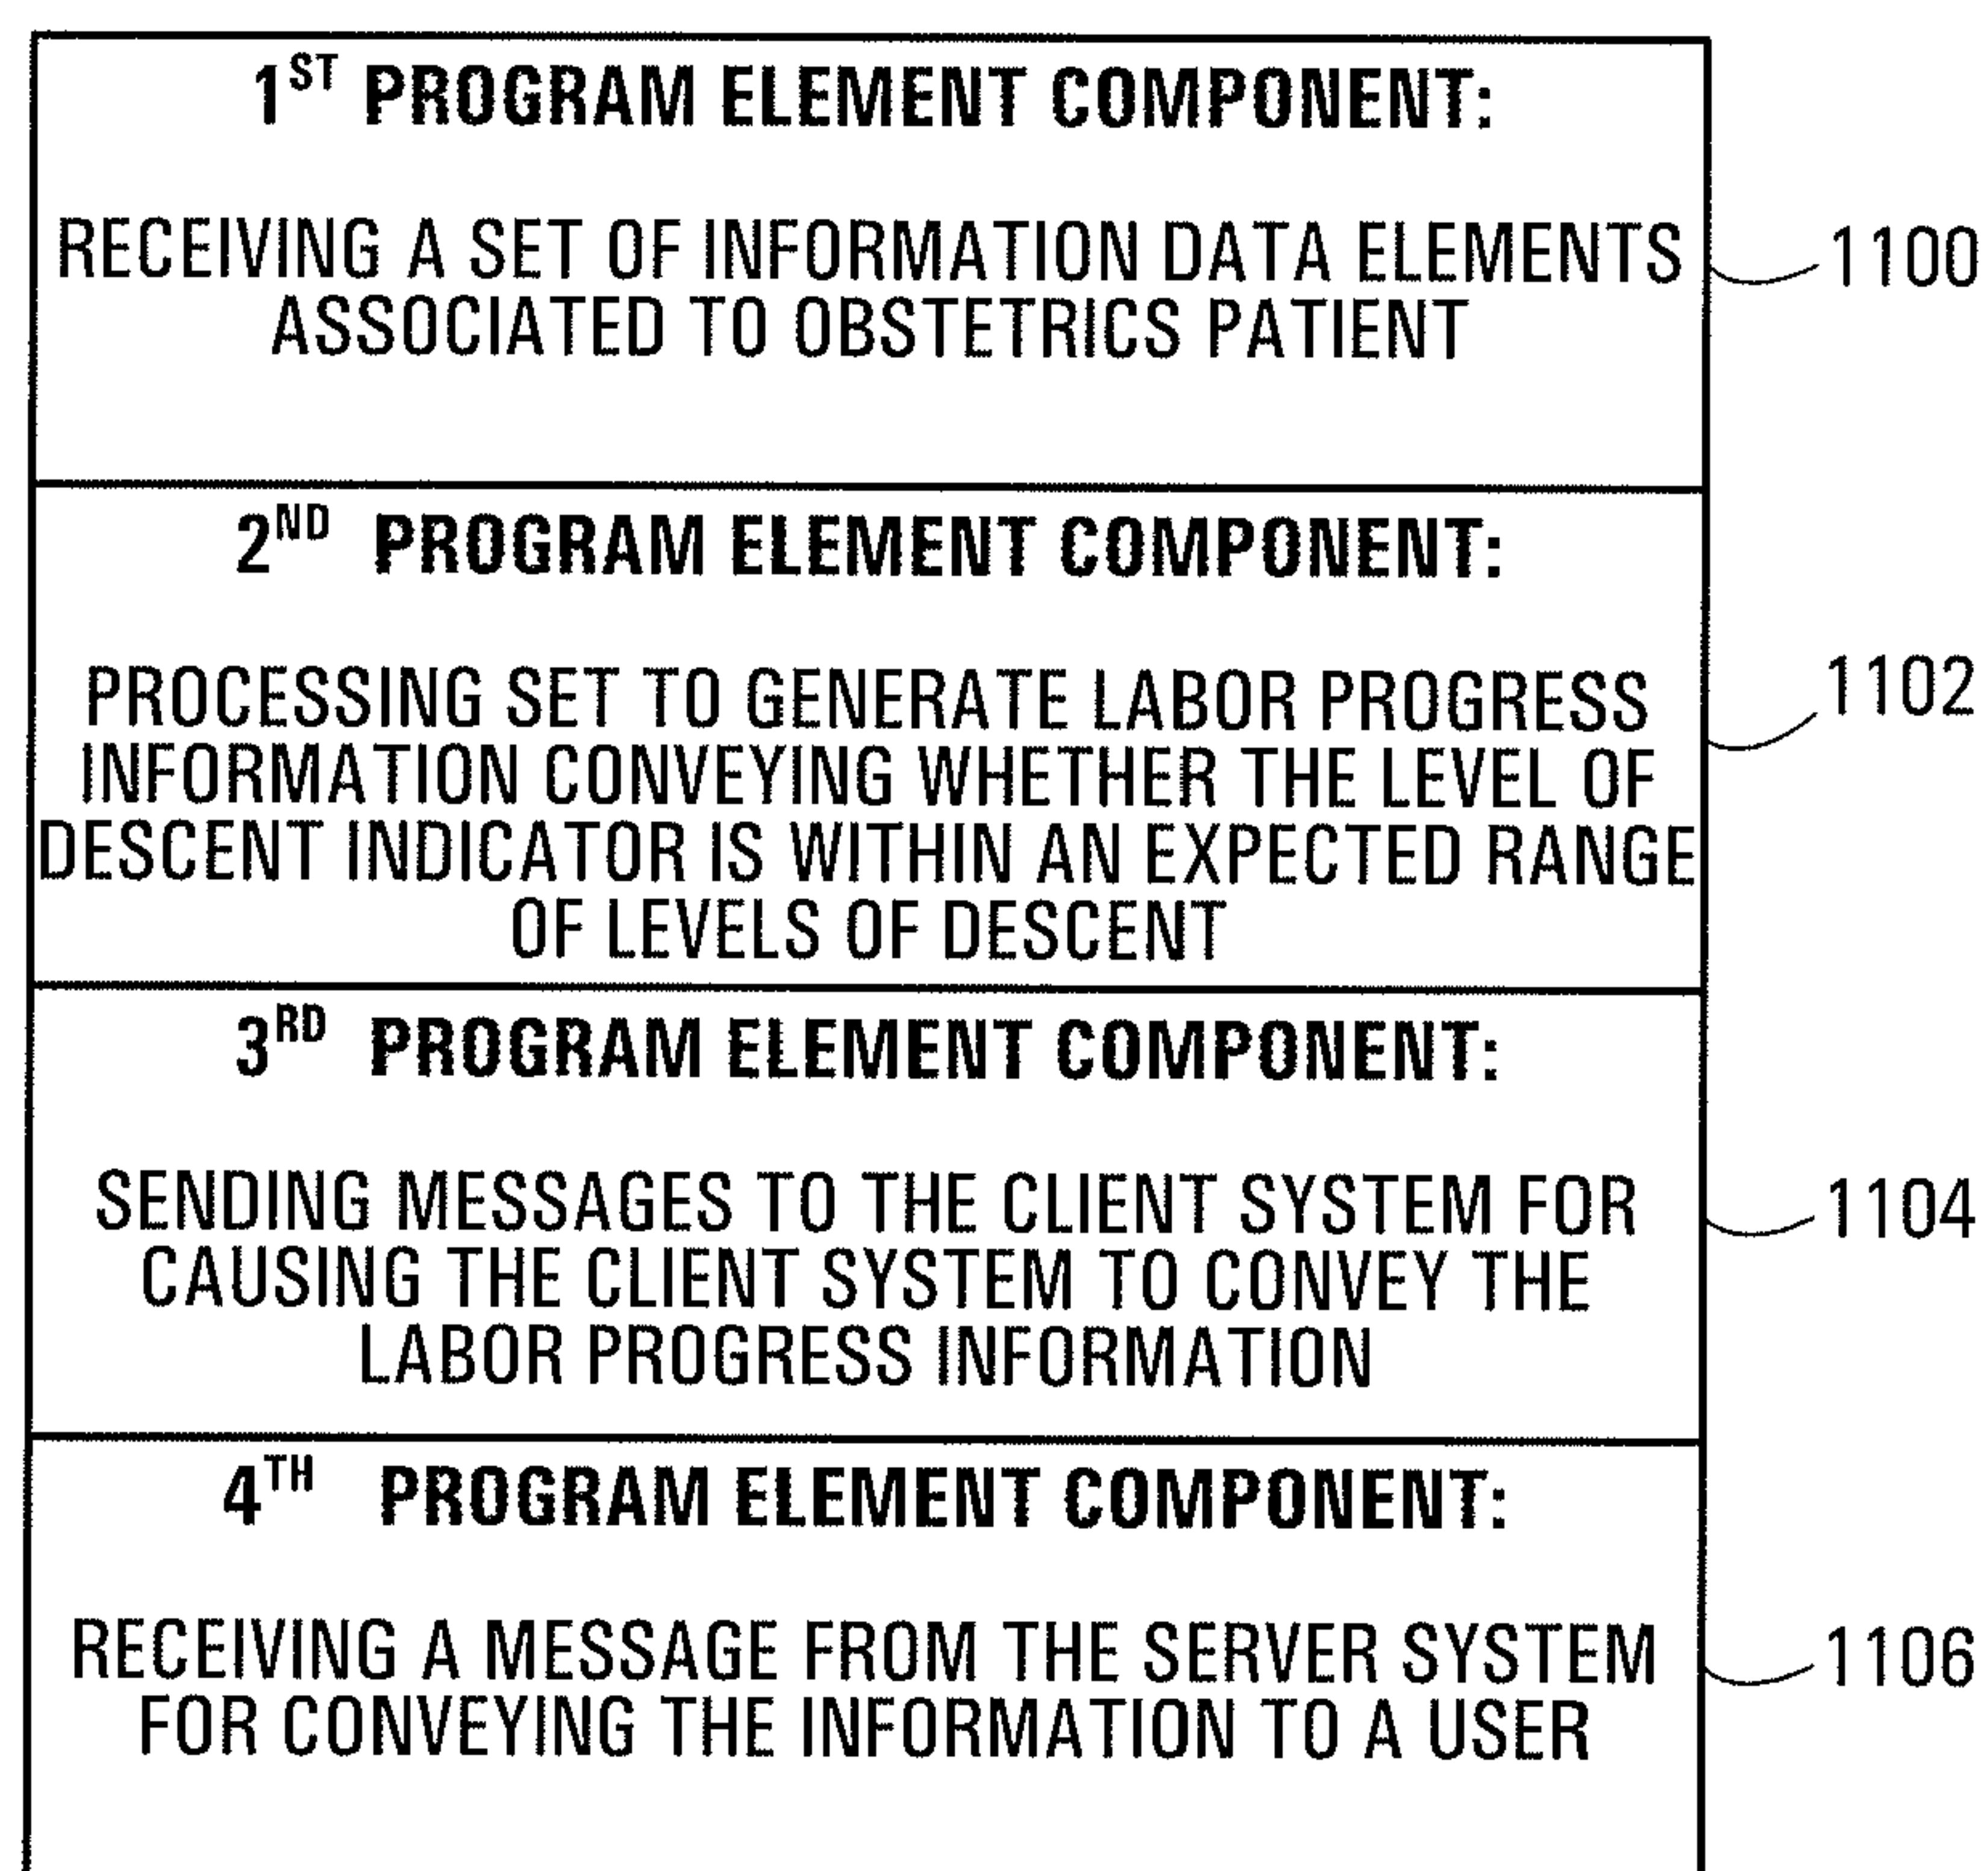 1ST PROGRAM ELEMENT COMPONENT:
RECEIVING A SET OF INFORMATION DATA ELEMENTS
ASSOCIATED TO OBSTETRICS PATIENT
1100
2ND PROGRAM ELEMENT COMPONENT:
PROCESSING SET TO GENERATE LABOR PROGRESS
INFORMATION CONVEYING WHETHER THE LEVEL OF
DESCENT INDICATOR IS WITHIN AN EXPECTED RANGE
OF LEVELS OF DESCENT
1102
3RD PROGRAM ELEMENT COMPONENT:
SENDING MESSAGES TO THE CLIENT SYSTEM FOR
CAUSING THE CLIENT SYSTEM TO CONVEY THE
LABOR PROGRESS INFORMATION
1104
4TH PROGRAM ELEMENT COMPONENT:
RECEIVING A MESSAGE FROM THE SERVER SYSTEM
FOR CONVEYING THE INFORMATION TO A USER
1106